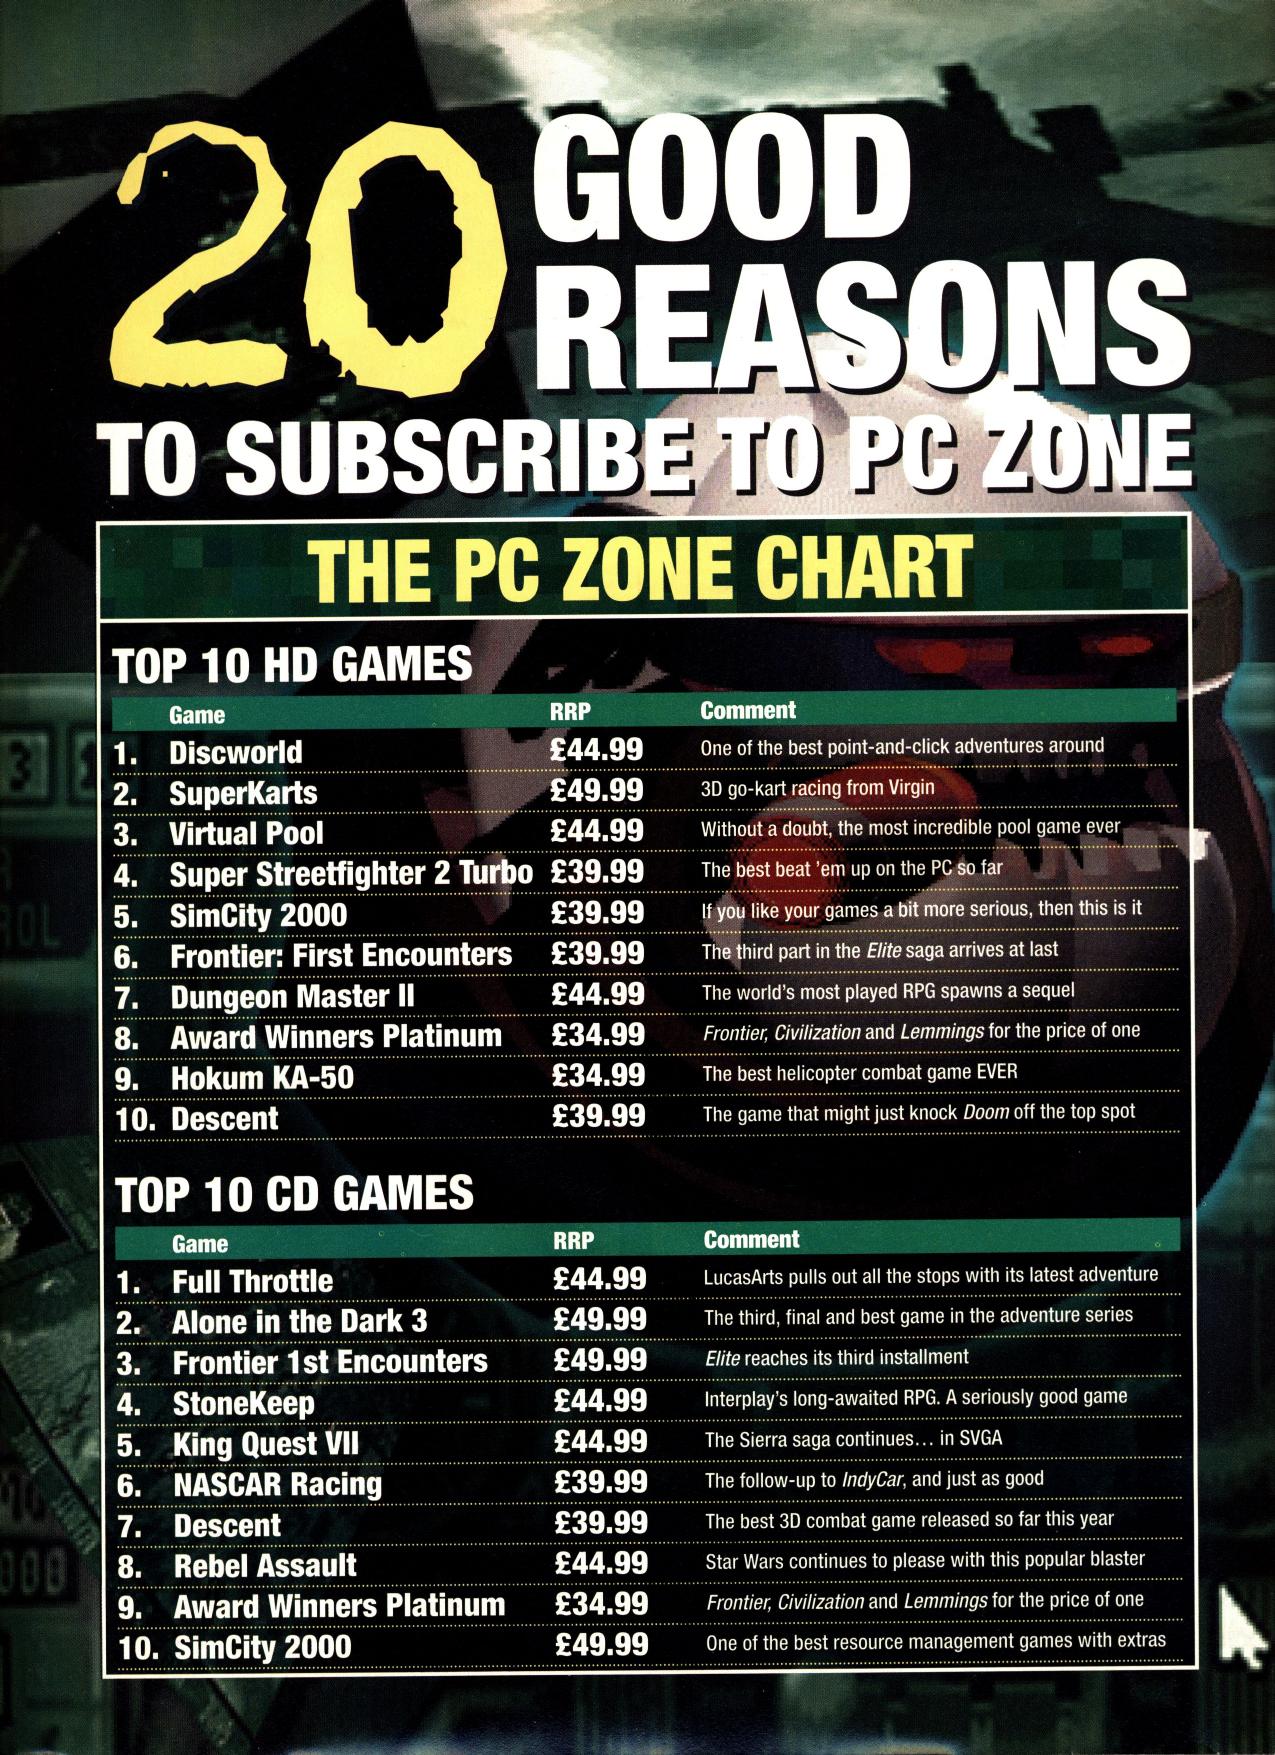 20 GOOD
REASONS
TO SUBSCRIBE TO PC ZONE
THE PC ZONE CHART
TOP 10 HD GAMES
Game RRP Comment
1. Discworld £44.99 One of the best point-and-click adventures around
2. SuperKarts £49.99 3D go-kart racing from Virgin
3. Virtual Pool £44.99 Without a doubt, the most incredible pool game ever
4. Super Streetfighter 2 Turbo £39.99 The best beat 'em up on the PC so far
5. SimCity 2000 £39.99 If you like your games a bit more serious, then this is it
6. Frontier: First Encounters £39.99 The third part in the Elite saga arrives at last
7. Dungeon Master II £44.99 The world's most played RPG spawns a sequel
8. Award Winners Platinum £34.99 Frontier, Civilization and Lemmings for the price of one
9. Hokum KA-50 £34.99 The best helicopter combat game EVER
10. Descent £39.99 The game that might just knock Doom off the top spot
TOP 10 CD GAMES
Game RRP Comment
1. Full Throttle £44.99 LucasArts pulls out all the stops with its latest adventure
2. Alone in the Dark 3 £49.99 The third, final and best game in the adventure series
3. Frontier 1st Encounters £49.99 Elite reaches its third installment
4. StoneKeep £44.99 Interplay's long-awaited RPG. A seriously good game
5. King Quest VII £44.99 The Sierra saga continues... in SVGA
6. NASCAR Racing £39.99 The follow-up to IndyCar, and just as good
7. Descent £39.99 The best 3D combat game released so far this year
8. Rebel Assault £44.99 Star Wars continues to please with this popular blaster
9. Award Winners Platinum £34.99 Frontier, Civilization and Lemmings for the price of one
10. SimCity 2000 £49.99 One of the best resource management games with extras